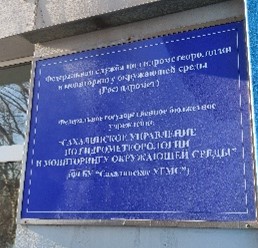 Федеральная служба по гидрометеорологии
и мониторингу окружающей среды
(Росгидромет)
Федеральное государственное бюджетное
учреждение
"САХАЛИНСКОЕ УПРАВЛЕНИЕ
ПО ГИДРОМЕТЕОРОЛОГИИ
И МОНИТОРИНГУ ОКРУЖАЮЩЕЙ СРЕДЫ"
(ФГБУ "Сахалинское УГМС")